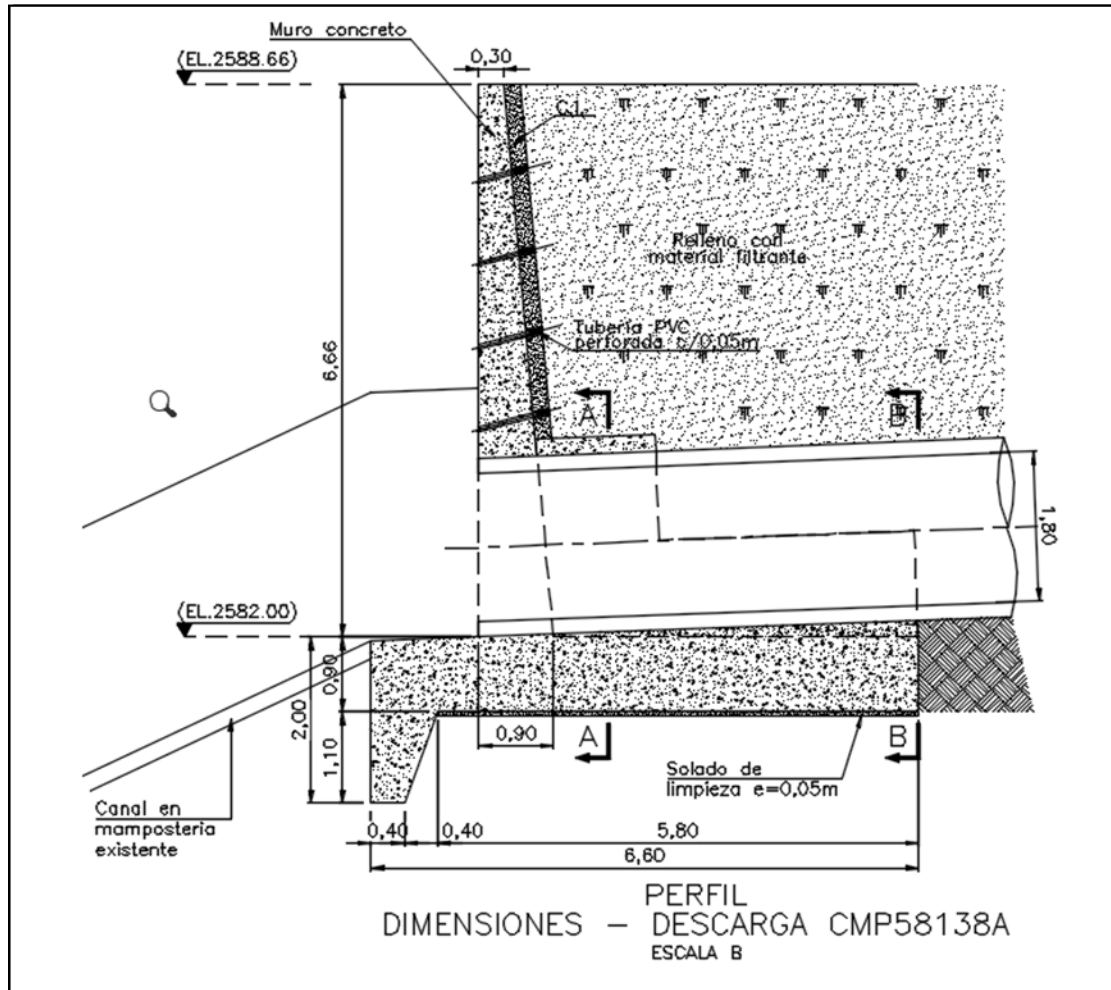 Muro concreto
(EL.2588.66)
0,30
C.I.
Relleno con
material filtrante
6,66
Tubería PVC
perforada c/0,05m
A
B
1,80
(EL.2582.00)
0,90
2,00
1,10
0,90
A
B
Solado de
limpieza e=0,05m
Canal en
mamposteria
existente
0,40
0,40
5,80
6,60
PERFIL
DIMENSIONES – DESCARGA CMP58138A
ESCALA B